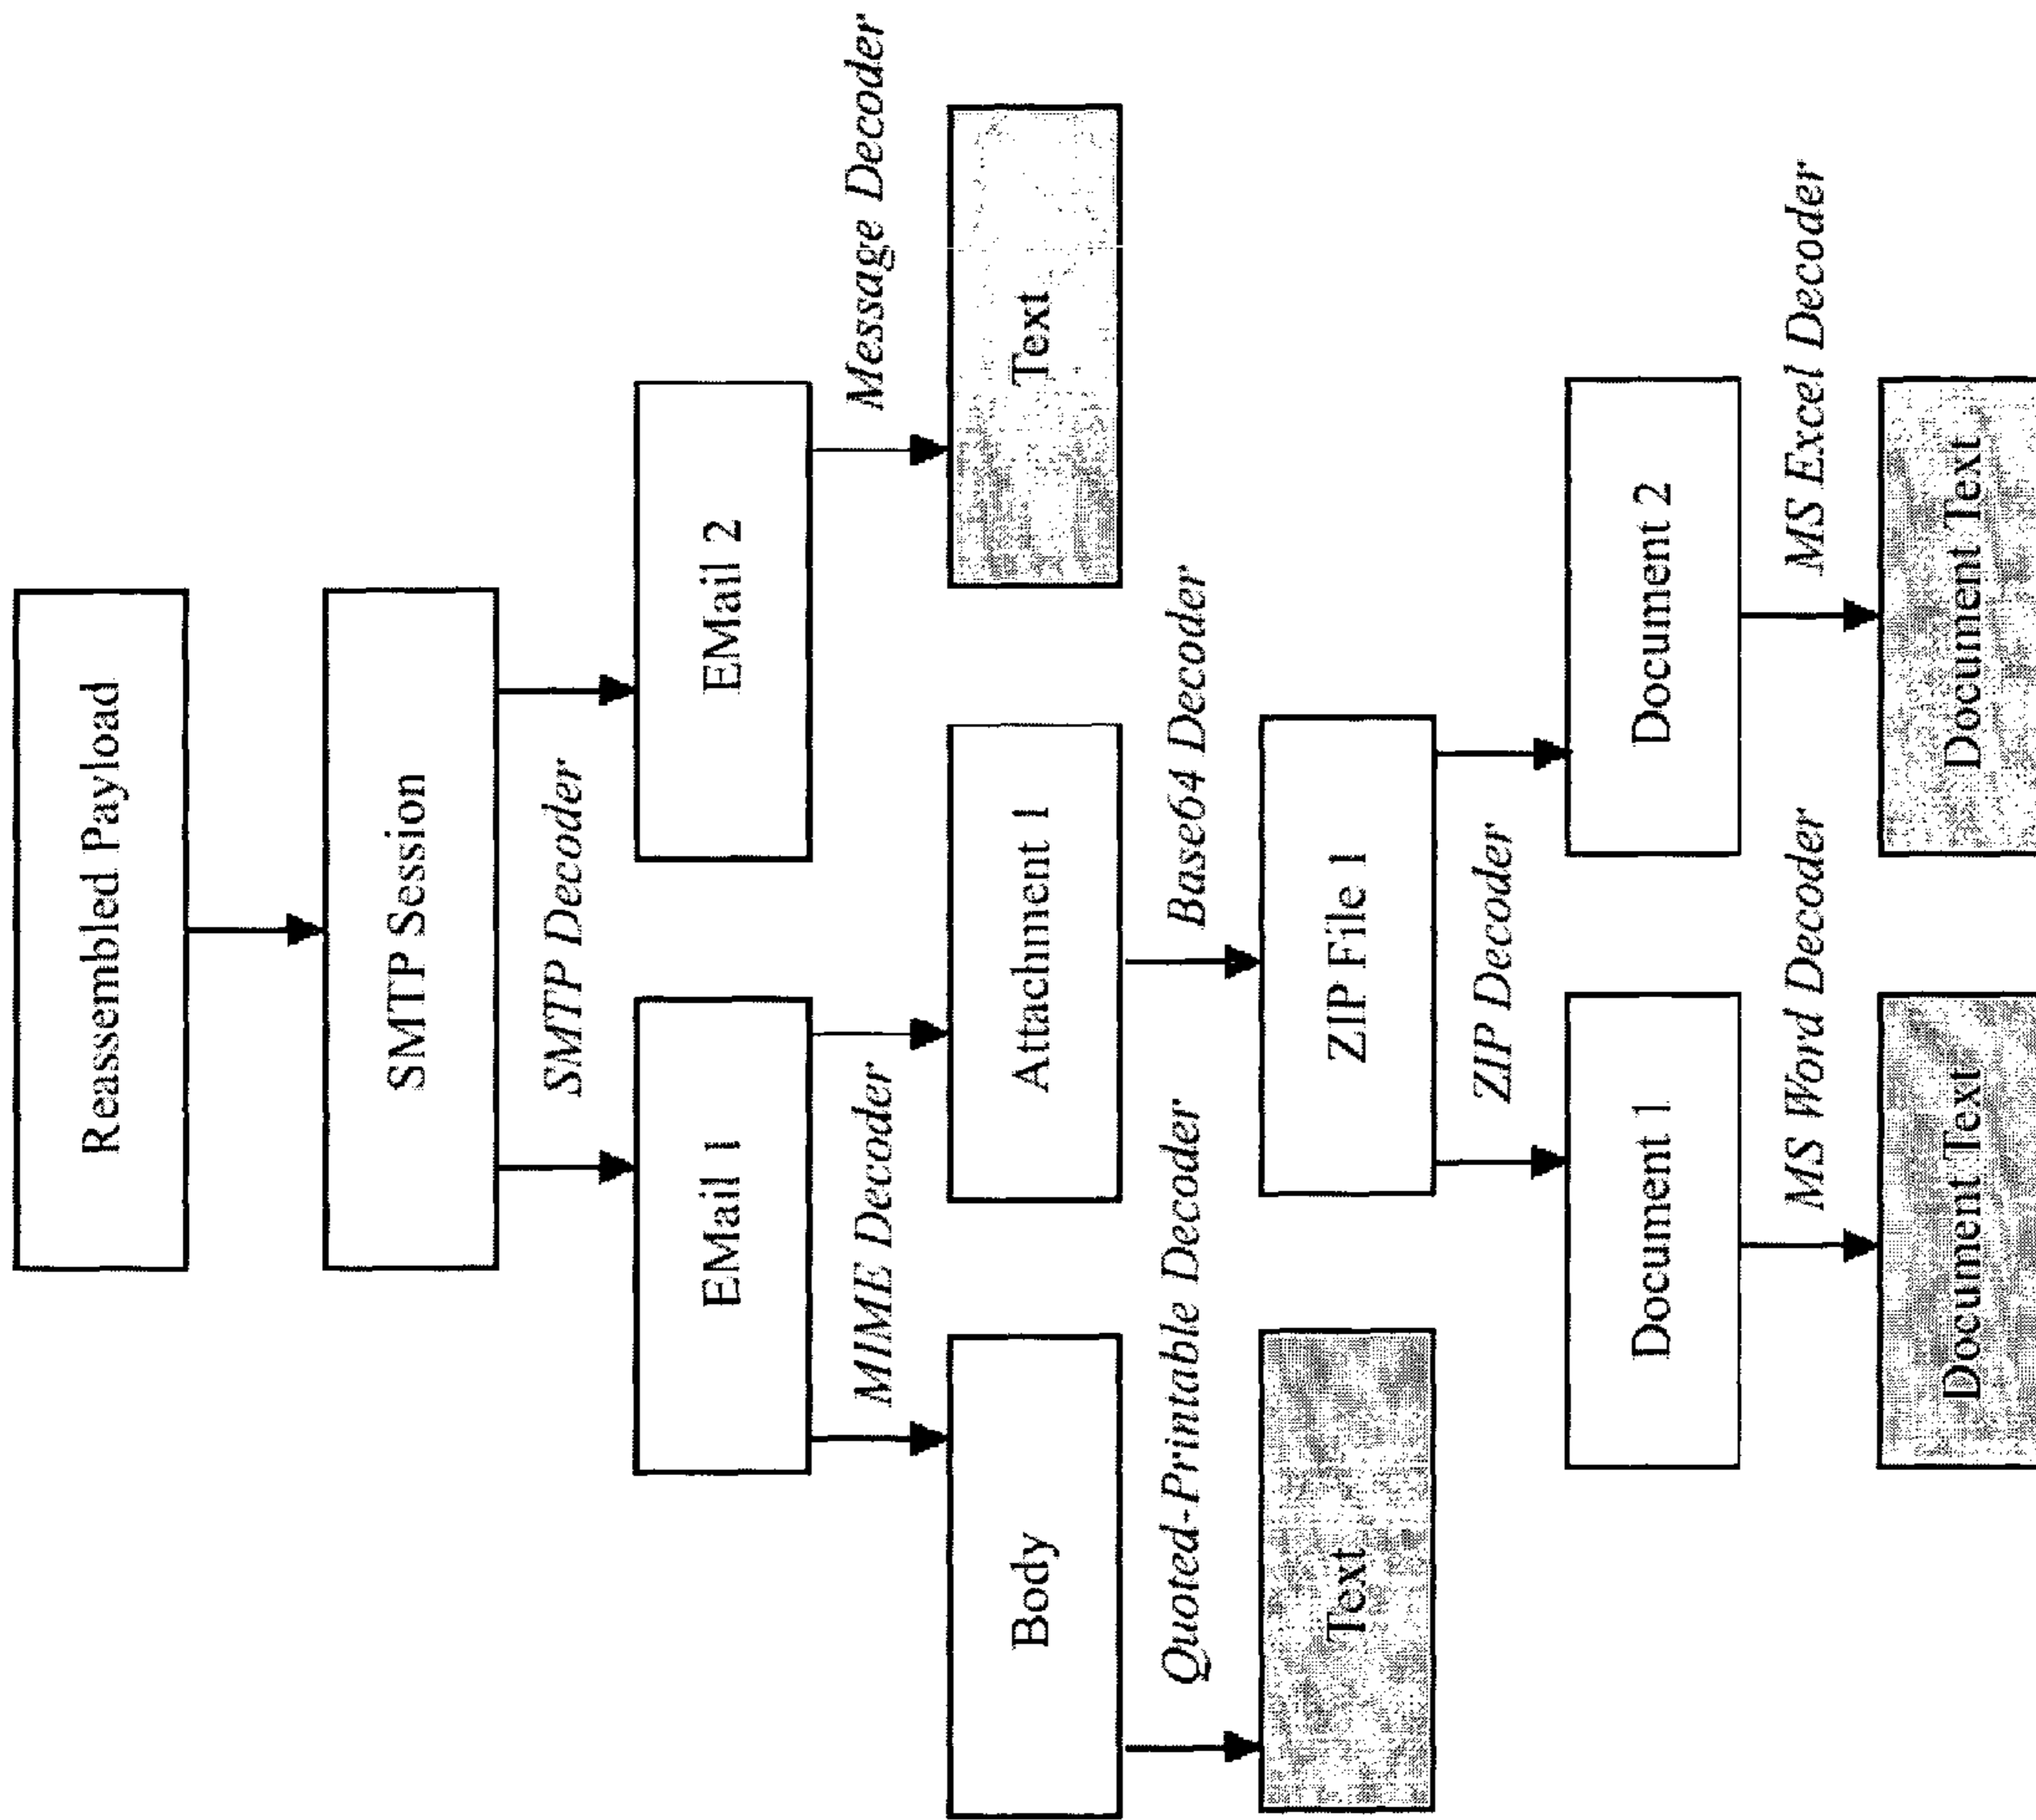 Reassembled Payload
SMTP Session
SMTP Decoder
EMail 1
EMail 2
MIME Decoder
Message Decoder
Body
Attachment 1
Text
Quoted-Printable Decoder
Base64 Decoder
Text
ZIP File 1
ZIP Decoder
Document 1
Document 2
MS Word Decoder
MS Excel Decoder
Document Text
Document Text